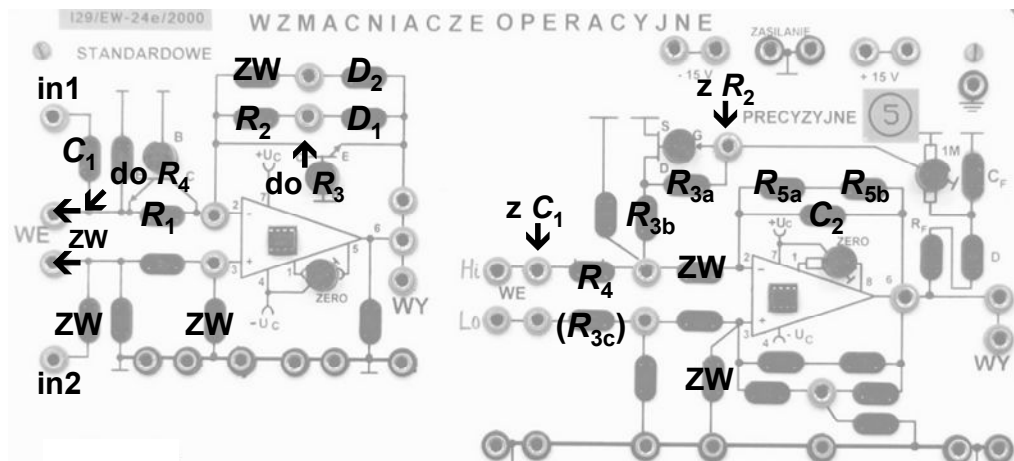 I29/EW-24e/2000
WZMACNIACZE OPERACYJNE
STANDARDOWE
ZASILANIE
- 15 V
+ 15 V
PRECYZYJNE
5
in1
ZW
D2
R2
D1
z R2
C1
B
C
E
do R4
do R3
R1
WE
ZW
+UC
7
2
3
4
6
5
1
ZERO
-UC
WY
ZW
ZW
in2
S
G
D
1M
CF
R3a
R3b
R5a
R5b
C2
z C1
Hi
WE
R4
ZW
Lo
(R3c)
+UC
7
2
3
4
1
8
6
ZERO
- UC
RF
D
WY
ZW